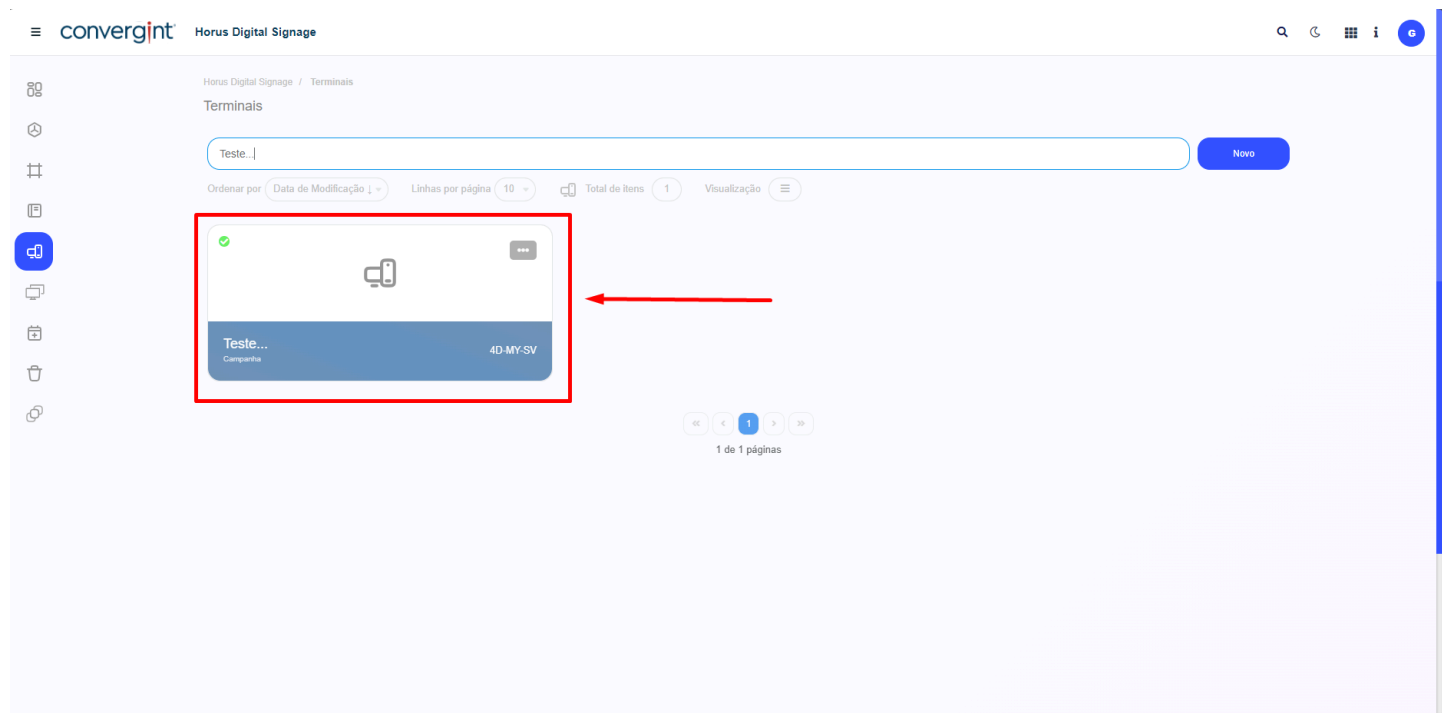 convergint Horus Digital Signage
G
Horus Digital Signage / Terminais
Terminais
Teste...
Novo
Ordenar por Data de Modificação ↓ Linhas por página 10 Total de itens 1 Visualização
Teste...
Campanha
4D-MY-SV
« < 1 > »
1 de 1 páginas